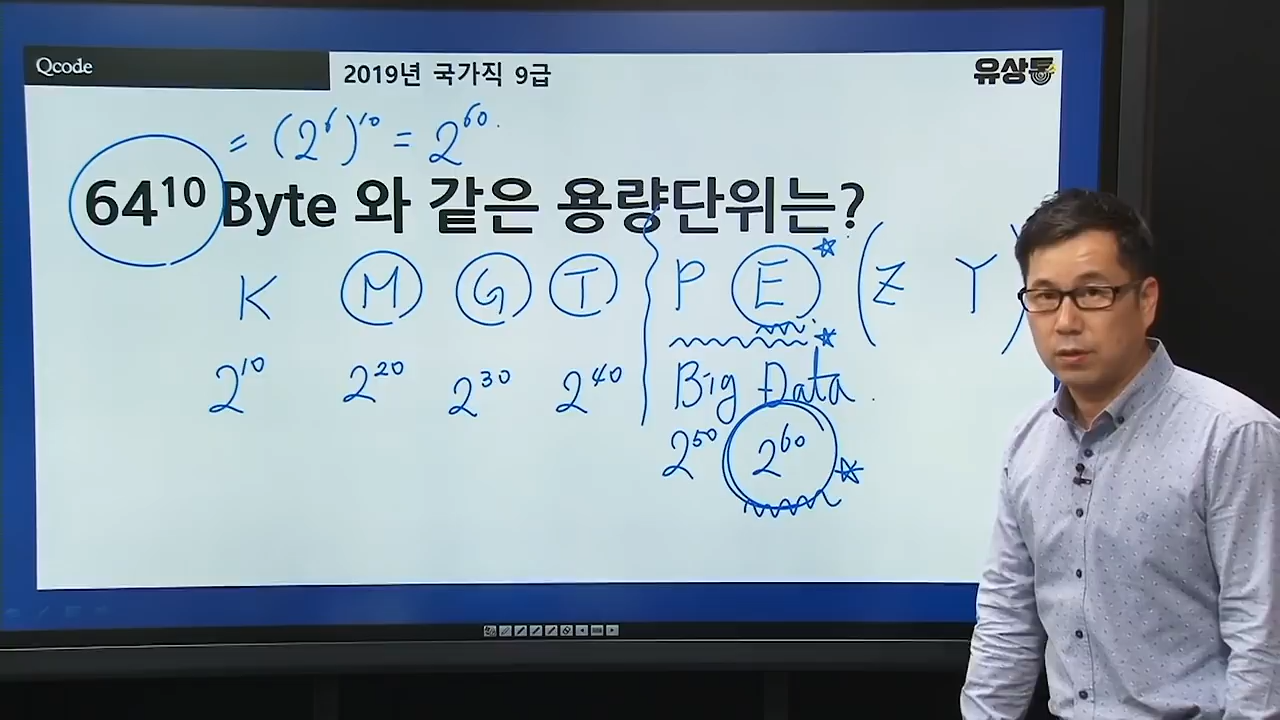 Qcode
2019년 국가직 9급
유상통
= (2⁶)¹⁰ = 2⁶⁰.
64¹⁰ Byte 와 같은 용량단위는?
K M G T P E (Z Y)
Big Data.
2¹⁰ 2²⁰ 2³⁰ 2⁴⁰ 2⁵⁰ 2⁶⁰